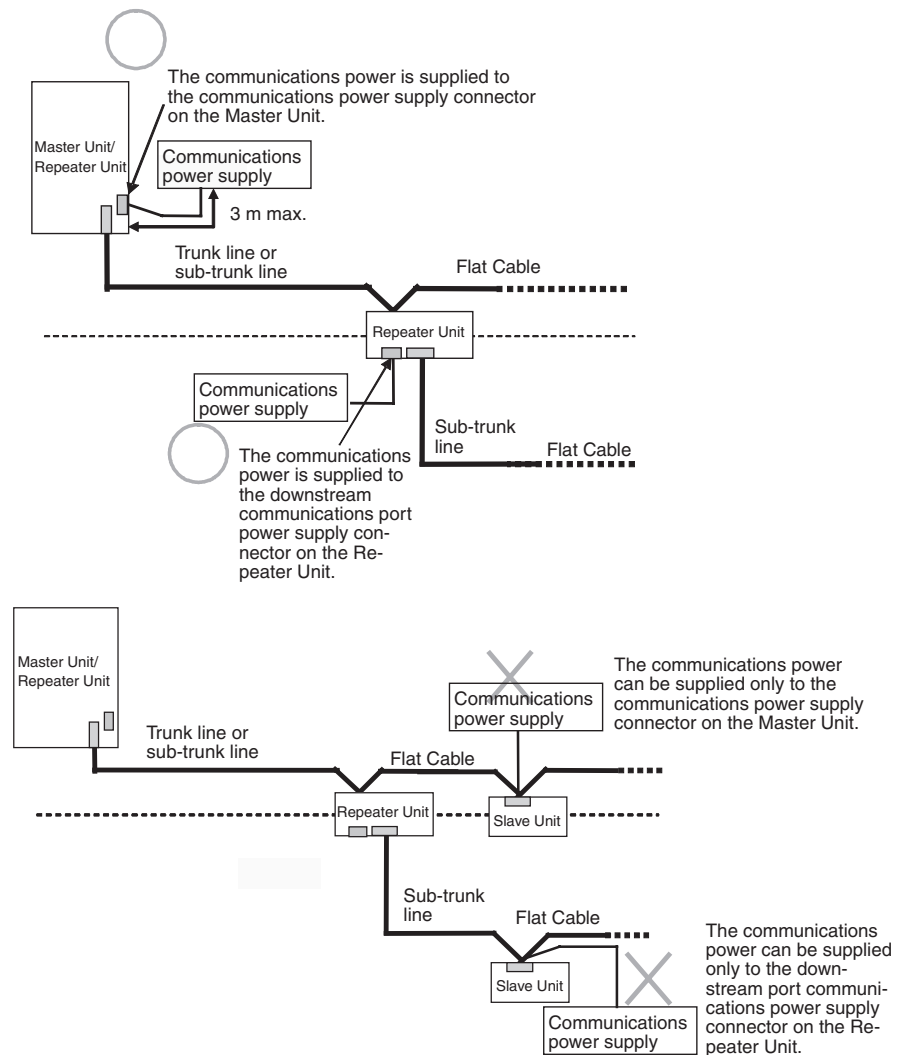 The communications power is supplied to
the communications power supply connector
on the Master Unit.
Master Unit/
Repeater Unit
Communications
power supply
3 m max.
Trunk line or
sub-trunk line
Flat Cable
Repeater Unit
Communications
power supply
Sub-trunk
line
Flat Cable
The communications
power is supplied to
the downstream
communications port
power supply con-
nector on the Re-
peater Unit.
Master Unit/
Repeater Unit
Communications
power supply
The communications power
can be supplied only to the
communications power supply
connector on the Master Unit.
Trunk line or
sub-trunk line
Flat Cable
Repeater Unit
Slave Unit
Sub-trunk
line
Flat Cable
Slave Unit
Communications
power supply
The communications
power can be supplied
only to the down-
stream port communi-
cations power supply
connector on the Re-
peater Unit.